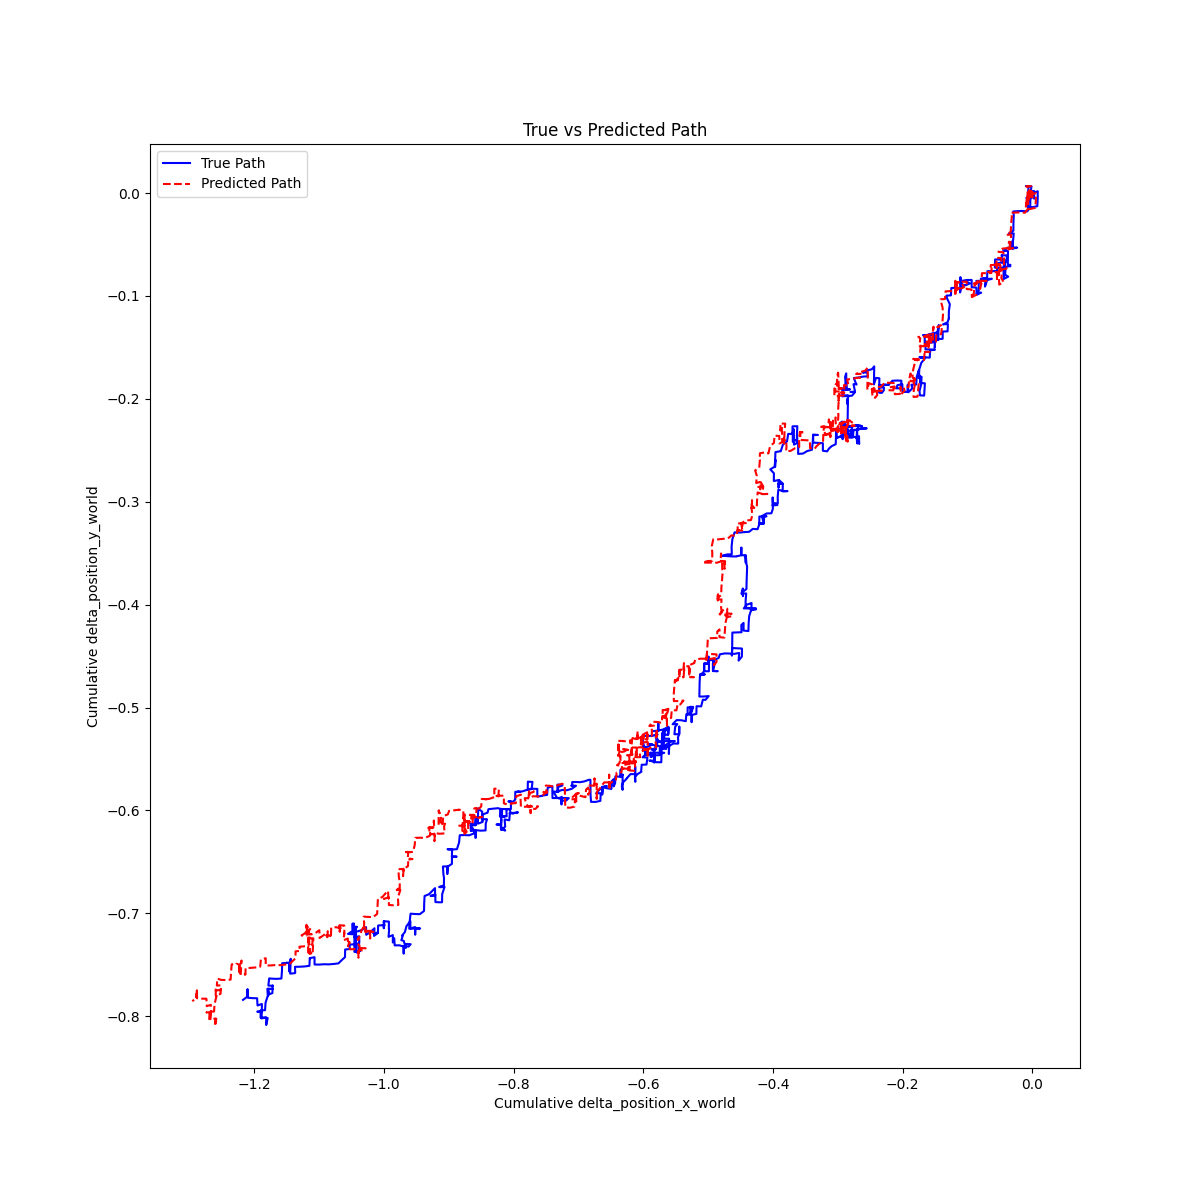 True vs Predicted Path
True Path
Predicted Path
0.0
−0.1
−0.2
−0.3
−0.4
−0.5
−0.6
−0.7
−0.8
Cumulative delta_position_y_world
−1.2 −1.0 −0.8 −0.6 −0.4 −0.2 0.0
Cumulative delta_position_x_world